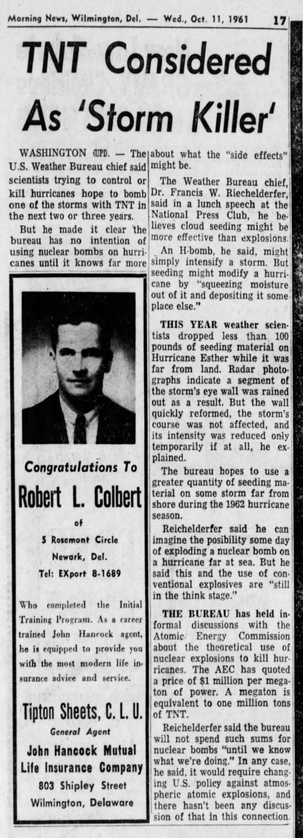 Morning News, Wilmington, Del. — Wed., Oct. 11, 1961 17
TNT Considered
As 'Storm Killer'
WASHINGTON (UPI). — The
U.S. Weather Bureau chief said
scientists trying to control or
kill hurricanes hope to bomb
one of the storms with TNT in
the next two or three years.
But he made it clear the
bureau has no intention of
using nuclear bombs on hurri-
canes until it knows far more
about what the "side effects"
might be.
The Weather Bureau chief,
Dr. Francis W. Riechelderfer,
said in a lunch speech at the
National Press Club, he be-
lieves cloud seeding might be
more effective than explosions.
An H-bomb, he said, might
simply intensify a storm. But
seeding might modify a hurri-
cane by "squeezing moisture
out of it and depositing it some
place else."
THIS YEAR weather scien-
tists dropped less than 100
pounds of seeding material on
Hurricane Esther while it was
far from land. Radar photo-
graphs indicate a segment of
the storm's eye wall was rained
out as a result. But the wall
quickly reformed, the storm's
course was not affected, and
its intensity was reduced only
temporarily if at all, he ex-
plained.
The bureau hopes to use a
greater quantity of seeding ma-
terial on some storm far from
shore during the 1962 hurricane
season.
Reichelderfer said he can
imagine the posibility some day
of exploding a nuclear bomb on
a hurricane far at sea. But he
said this and the use of con-
ventional explosives are "still
in the think stage."
THE BUREAU has held in-
formal discussions with the
Atomic Energy Commission
about the theoretical use of
nuclear explosions to kill hur-
ricanes. The AEC has quoted
a price of $1 million per mega-
ton of power. A megaton is
equivalent to one million tons
of TNT.
Reichelderfer said the bureau
will not spend such sums for
nuclear bombs "until we know
what we're doing." In any case,
he said, it would require chang-
ing U.S. policy against atmos-
pheric atomic explosions, and
there hasn't been any discus-
sion of that in this connection.
Congratulations To
Robert L. Colbert
of
5 Rosemont Circle
Newark, Del.
Tel: EXport 8-1689
Who completed the Initial
Training Program. As a career
trained John Hancock agent,
he is equipped to provide you
with the most modern life in-
surance advice and service.
Tipton Sheets, C. L. U.
General Agent
John Hancock Mutual
Life Insurance Company
803 Shipley Street
Wilmington, Delaware